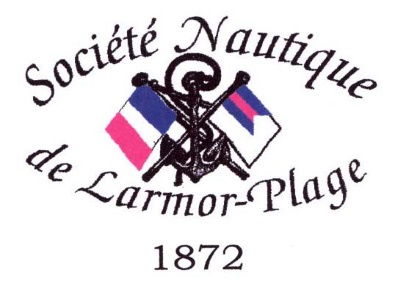 Société Nautique
de Larmor-Plage
1872